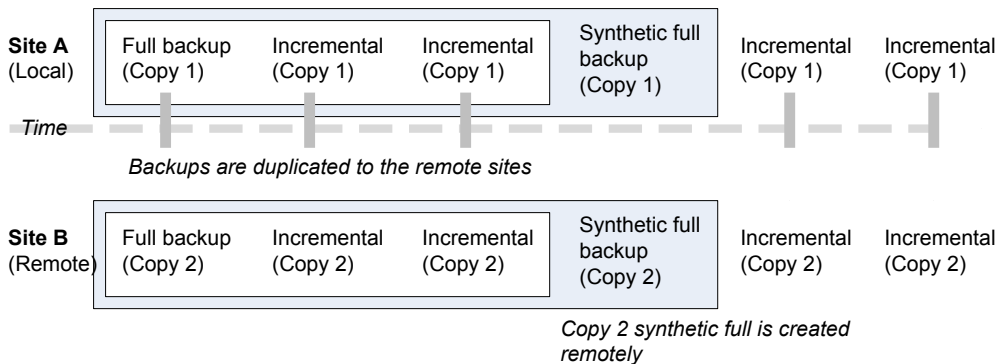 Site A
(Local)
Full backup
(Copy 1)
Incremental
(Copy 1)
Incremental
(Copy 1)
Synthetic full
backup
(Copy 1)
Incremental
(Copy 1)
Incremental
(Copy 1)
Time
Backups are duplicated to the remote sites
Site B
(Remote)
Full backup
(Copy 2)
Incremental
(Copy 2)
Incremental
(Copy 2)
Synthetic full
backup
(Copy 2)
Incremental
(Copy 2)
Incremental
(Copy 2)
Copy 2 synthetic full is created
remotely